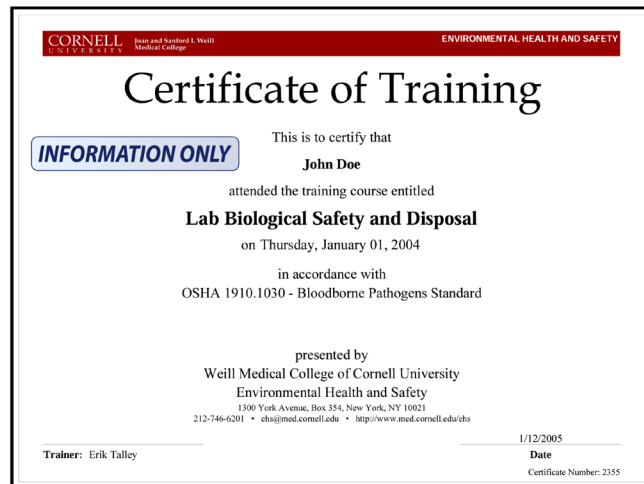 CORNELL
UNIVERSITY
Joan and Sanford I. Weill
Medical College
ENVIRONMENTAL HEALTH AND SAFETY
Certificate of Training
This is to certify that
INFORMATION ONLY
John Doe
attended the training course entitled
Lab Biological Safety and Disposal
on Thursday, January 01, 2004
in accordance with
OSHA 1910.1030 - Bloodborne Pathogens Standard
presented by
Weill Medical College of Cornell University
Environmental Health and Safety
1300 York Avenue, Box 354, New York, NY 10021
212-746-6201 • ehs@med.cornell.edu • http://www.med.cornell.edu/ehs
1/12/2005
Trainer: Erik Talley
Date
Certificate Number: 2355